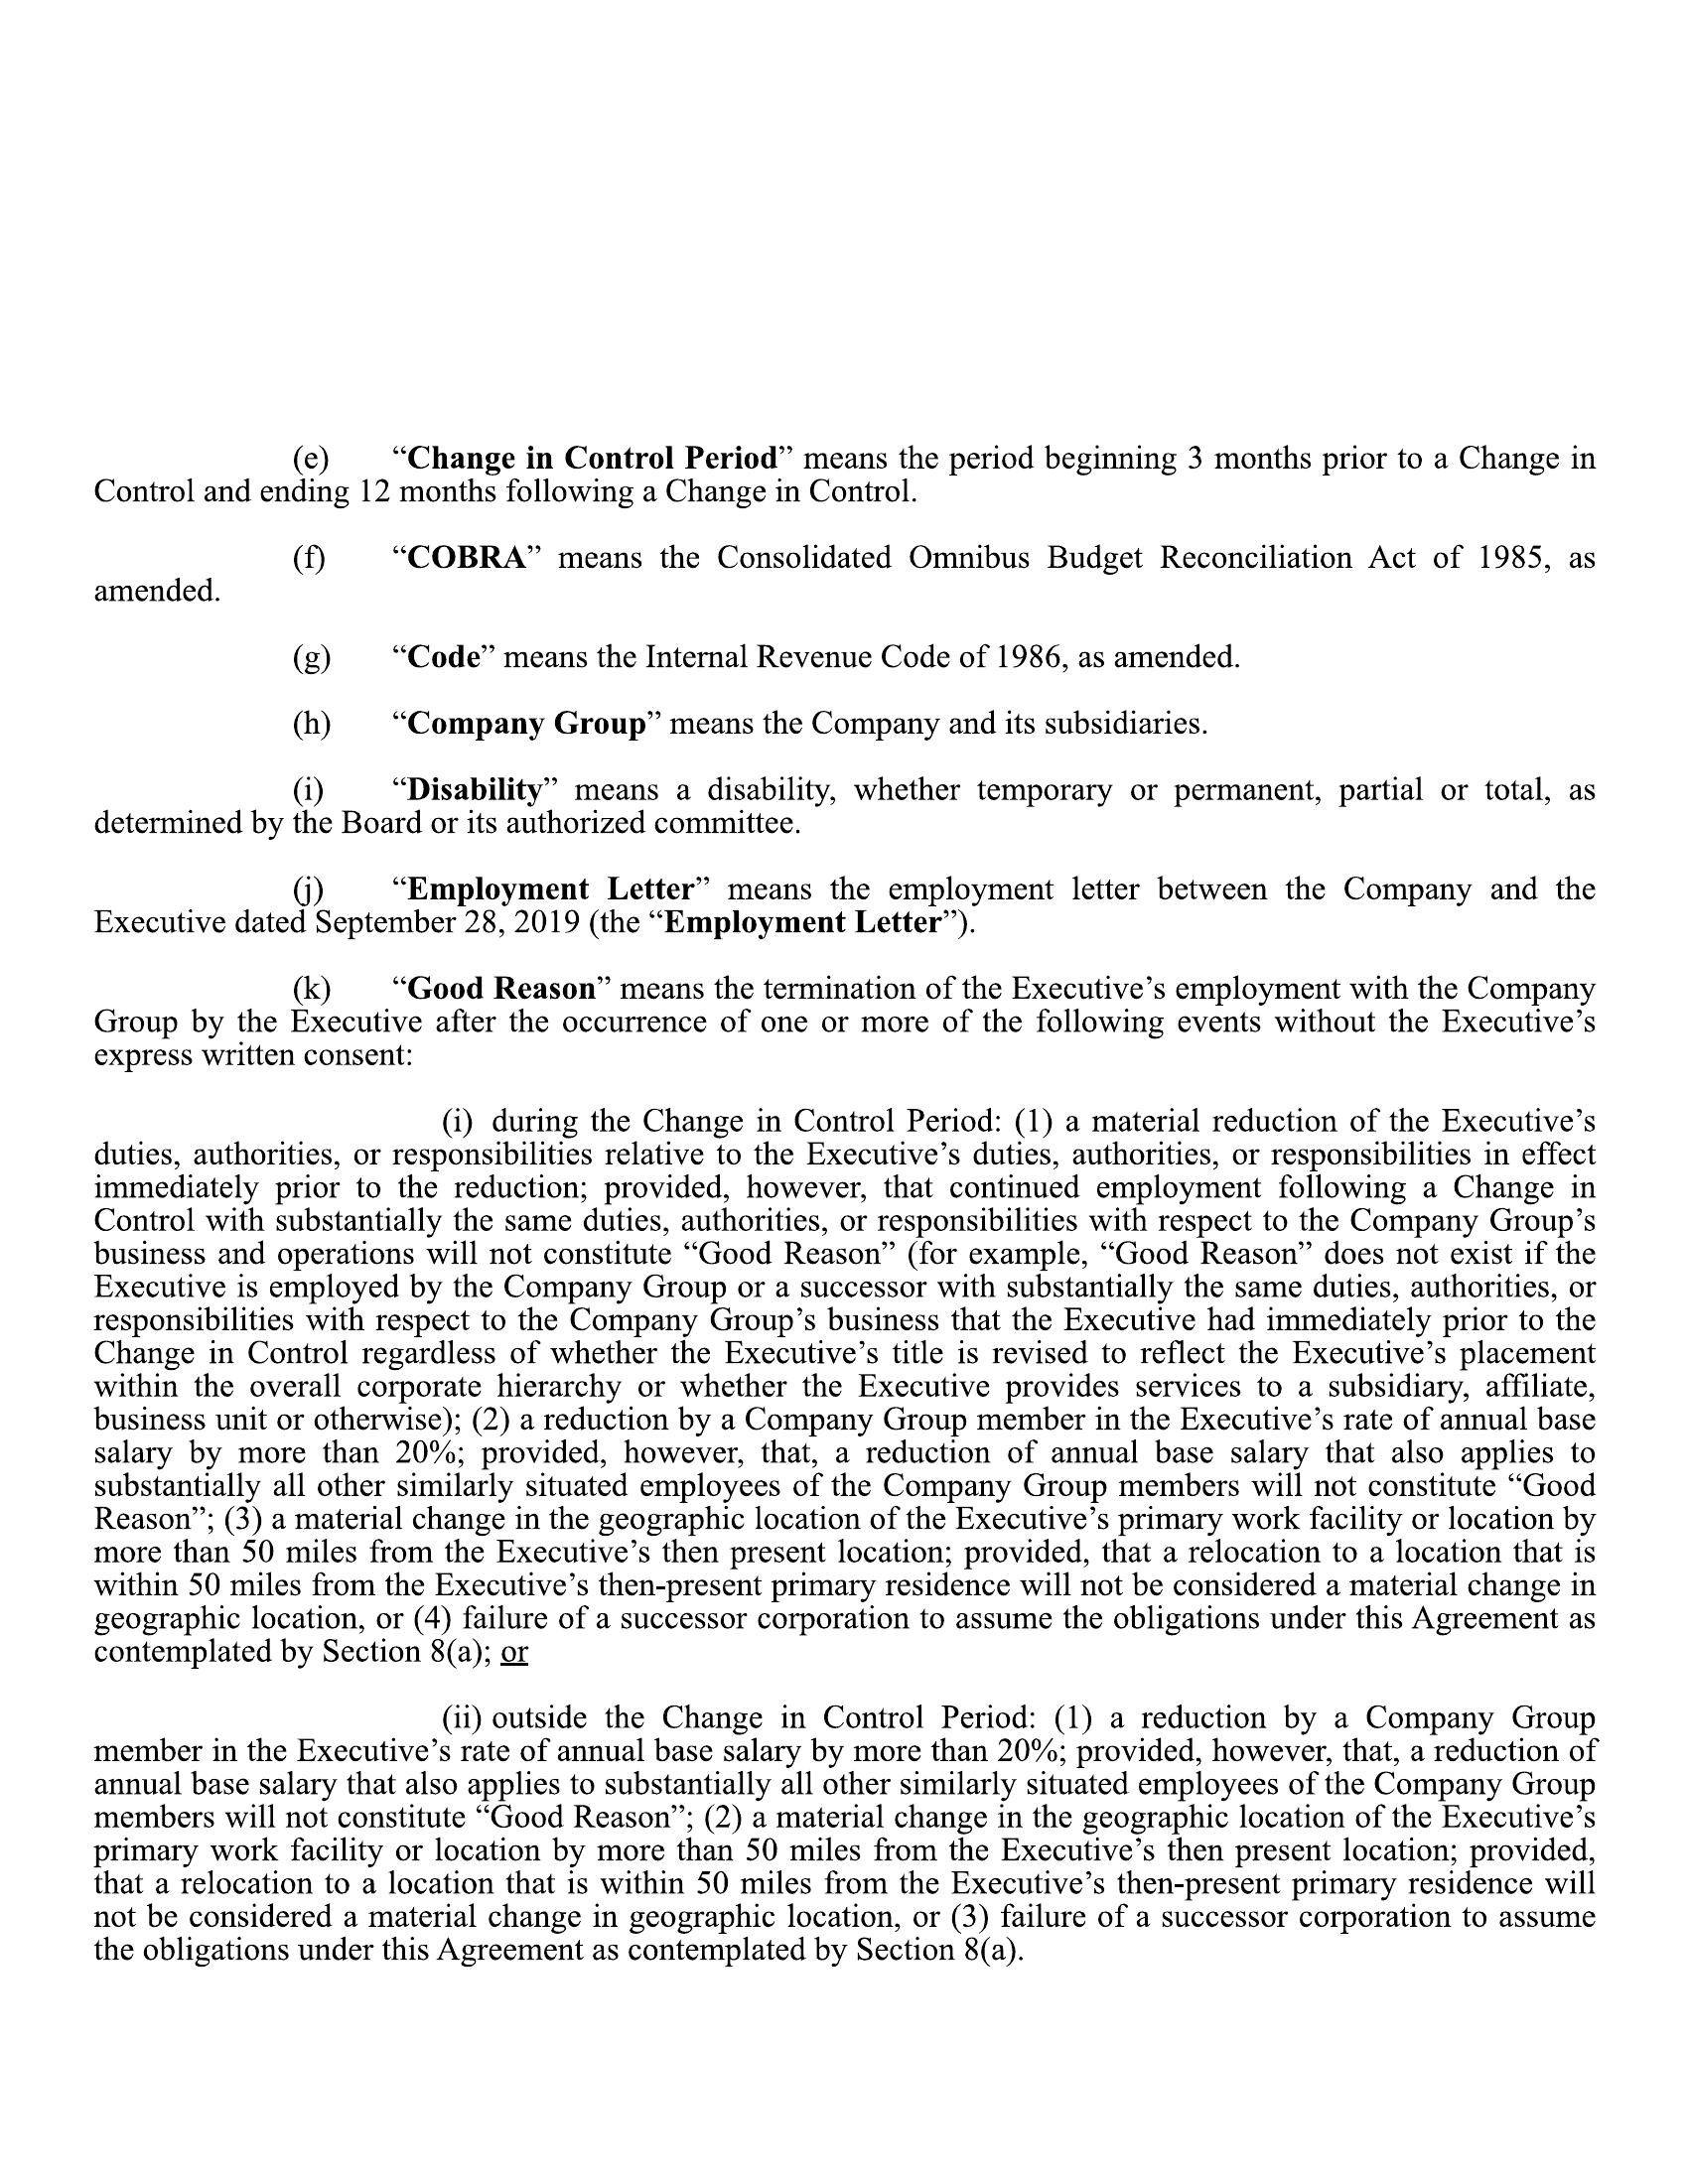 (e) “Change in Control Period” means the period beginning 3 months prior to a Change in
Control and ending 12 months following a Change in Control.
(f) “COBRA” means the Consolidated Omnibus Budget Reconciliation Act of 1985, as
amended.
(g) “Code” means the Internal Revenue Code of 1986, as amended.
(h) “Company Group” means the Company and its subsidiaries.
(i) “Disability” means a disability, whether temporary or permanent, partial or total, as
determined by the Board or its authorized committee.
(j) “Employment Letter” means the employment letter between the Company and the
Executive dated September 28, 2019 (the “Employment Letter”).
(k) “Good Reason” means the termination of the Executive’s employment with the Company
Group by the Executive after the occurrence of one or more of the following events without the Executive’s
express written consent:
(i) during the Change in Control Period: (1) a material reduction of the Executive’s
duties, authorities, or responsibilities relative to the Executive’s duties, authorities, or responsibilities in effect
immediately prior to the reduction; provided, however, that continued employment following a Change in
Control with substantially the same duties, authorities, or responsibilities with respect to the Company Group’s
business and operations will not constitute “Good Reason” (for example, “Good Reason” does not exist if the
Executive is employed by the Company Group or a successor with substantially the same duties, authorities, or
responsibilities with respect to the Company Group’s business that the Executive had immediately prior to the
Change in Control regardless of whether the Executive’s title is revised to reflect the Executive’s placement
within the overall corporate hierarchy or whether the Executive provides services to a subsidiary, affiliate,
business unit or otherwise); (2) a reduction by a Company Group member in the Executive’s rate of annual base
salary by more than 20%; provided, however, that, a reduction of annual base salary that also applies to
substantially all other similarly situated employees of the Company Group members will not constitute “Good
Reason”; (3) a material change in the geographic location of the Executive’s primary work facility or location by
more than 50 miles from the Executive’s then present location; provided, that a relocation to a location that is
within 50 miles from the Executive’s then-present primary residence will not be considered a material change in
geographic location, or (4) failure of a successor corporation to assume the obligations under this Agreement as
contemplated by Section 8(a); or
(ii) outside the Change in Control Period: (1) a reduction by a Company Group
member in the Executive’s rate of annual base salary by more than 20%; provided, however, that, a reduction of
annual base salary that also applies to substantially all other similarly situated employees of the Company Group
members will not constitute “Good Reason”; (2) a material change in the geographic location of the Executive’s
primary work facility or location by more than 50 miles from the Executive’s then present location; provided,
that a relocation to a location that is within 50 miles from the Executive’s then-present primary residence will
not be considered a material change in geographic location, or (3) failure of a successor corporation to assume
the obligations under this Agreement as contemplated by Section 8(a).